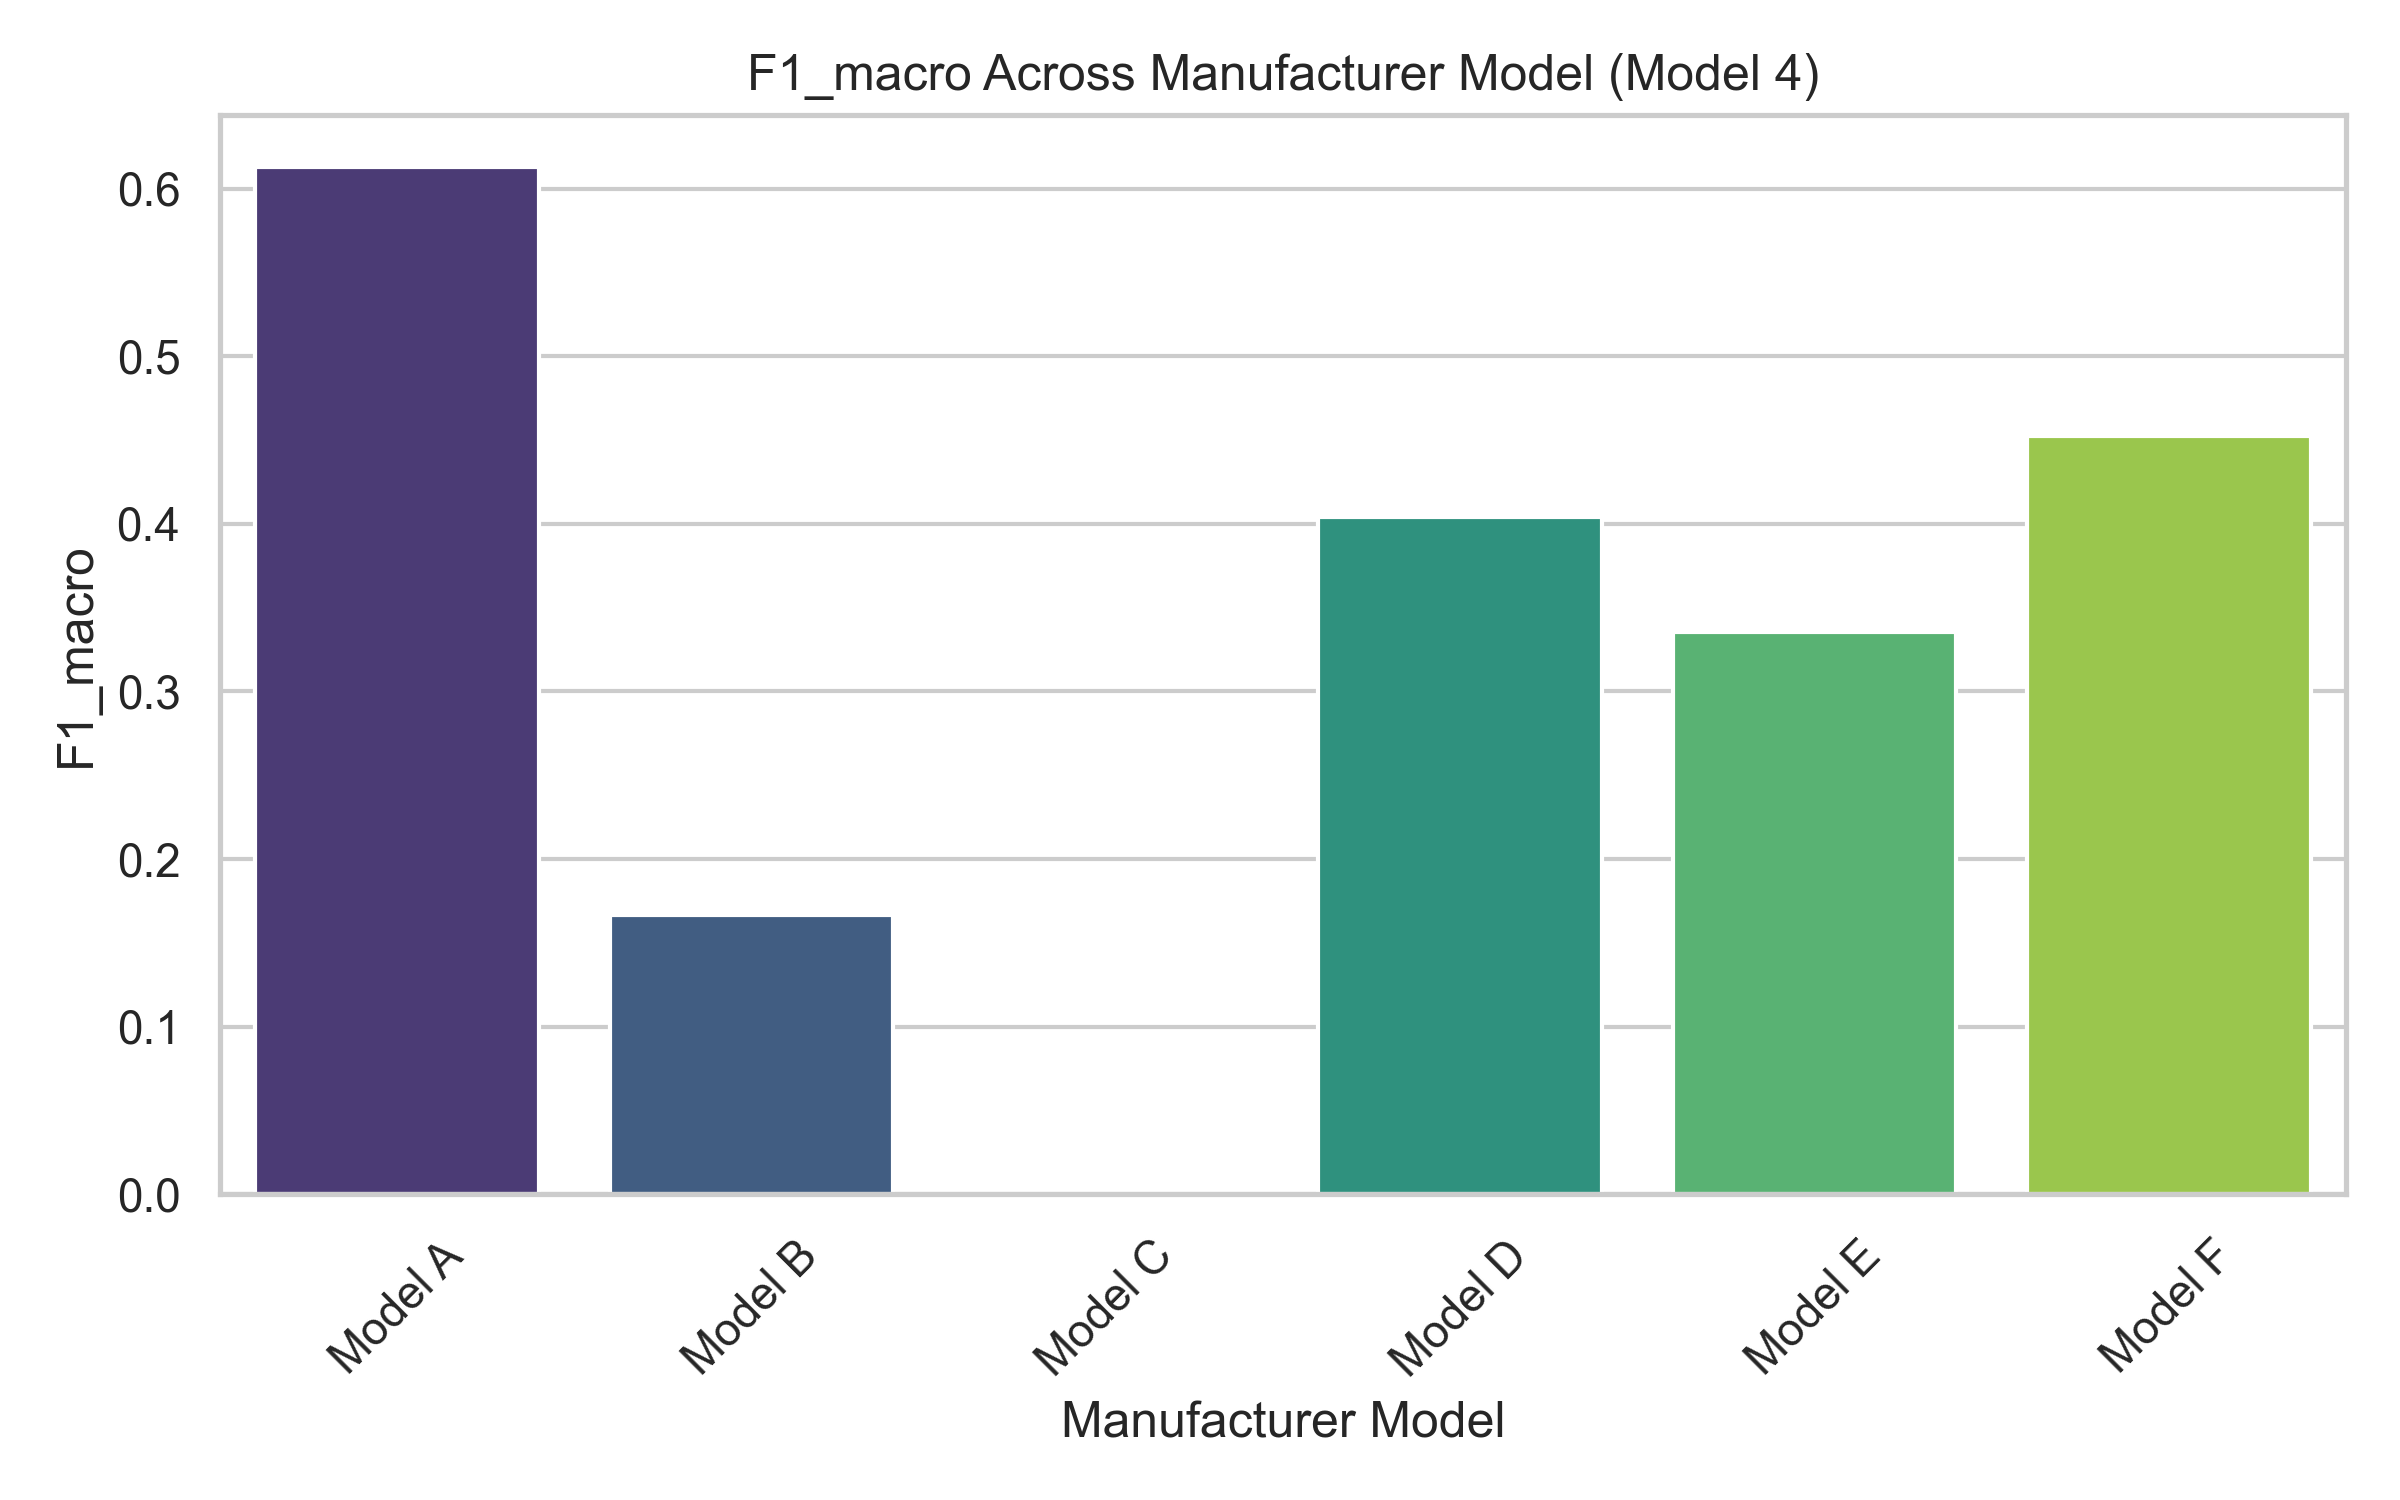 F1_macro Across Manufacturer Model (Model 4)
F1_macro
0.6
0.5
0.4
0.3
0.2
0.1
0.0
Model A
Model B
Model C
Model D
Model E
Model F
Manufacturer Model